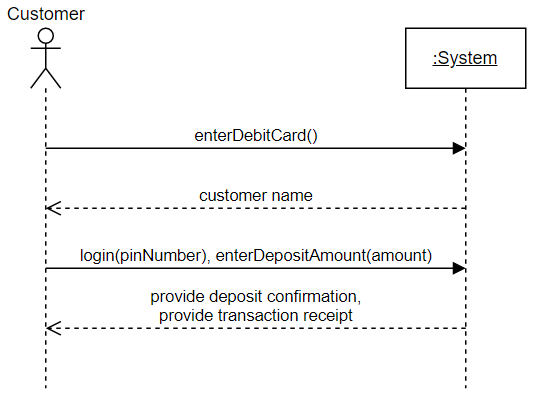 Customer
:System
enterDebitCard()
customer name
login(pinNumber), enterDepositAmount(amount)
provide deposit confirmation,
provide transaction receipt